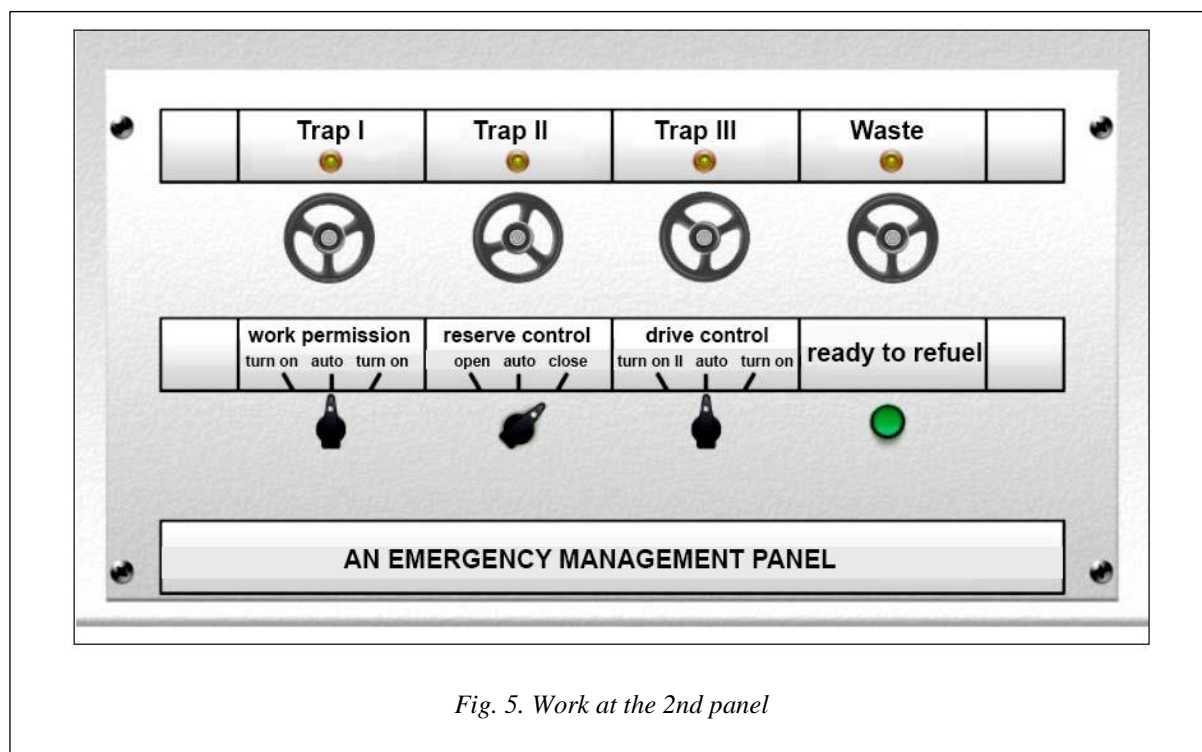 Trap I Trap II Trap III Waste
work permission reserve control drive control
turn on auto turn on open auto close turn on II auto turn on
ready to refuel
AN EMERGENCY MANAGEMENT PANEL
Fig. 5. Work at the 2nd panel